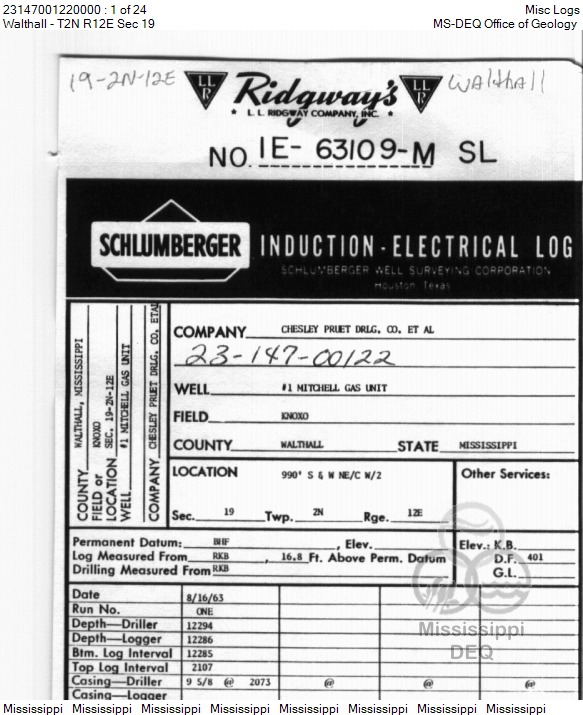 23147001220000 : 1 of 24 Misc Logs
Walthall - T2N R12E Sec 19 MS-DEQ Office of Geology
19-2N-12E LL R Ridgway's LL R Walthall
* L. L. RIDGWAY COMPANY, INC. *
NO. IE- 63109-M SL
SCHLUMBERGER INDUCTION - ELECTRICAL LOG
SCHLUMBERGER WELL SURVEYING CORPORATION
Houston, Texas
COUNTY WALTHALL, MISSISSIPPI
FIELD or KNOXO
LOCATION SEC. 19-2N-12E
WELL #1 MITCHELL GAS UNIT
COMPANY CHESLEY PRUET DRLG. CO. ETAL
COMPANY CHESLEY PRUET DRLG. CO. ET AL
23-147-00122
WELL #1 MITCHELL GAS UNIT
FIELD KNOXO
COUNTY WALTHALL STATE MISSISSIPPI
LOCATION 990' S & W NE/C W/2 Other Services:
Sec. 19 Twp. 2N Rge. 12E
Permanent Datum: BHF , Elev. Elev.: K.B.
Log Measured From RKB , 16.8 Ft. Above Perm. Datum D.F. 401
Drilling Measured From RKB G.L.
Date 8/16/63
Run No. ONE
Depth—Driller 12294
Depth—Logger 12286
Btm. Log Interval 12285
Top Log Interval 2107
Casing—Driller 9 5/8 @ 2073 @ @ @
Casing—Logger
Mississippi
DEQ
Mississippi Mississippi Mississippi Mississippi Mississippi Mississippi Mississippi Mississippi